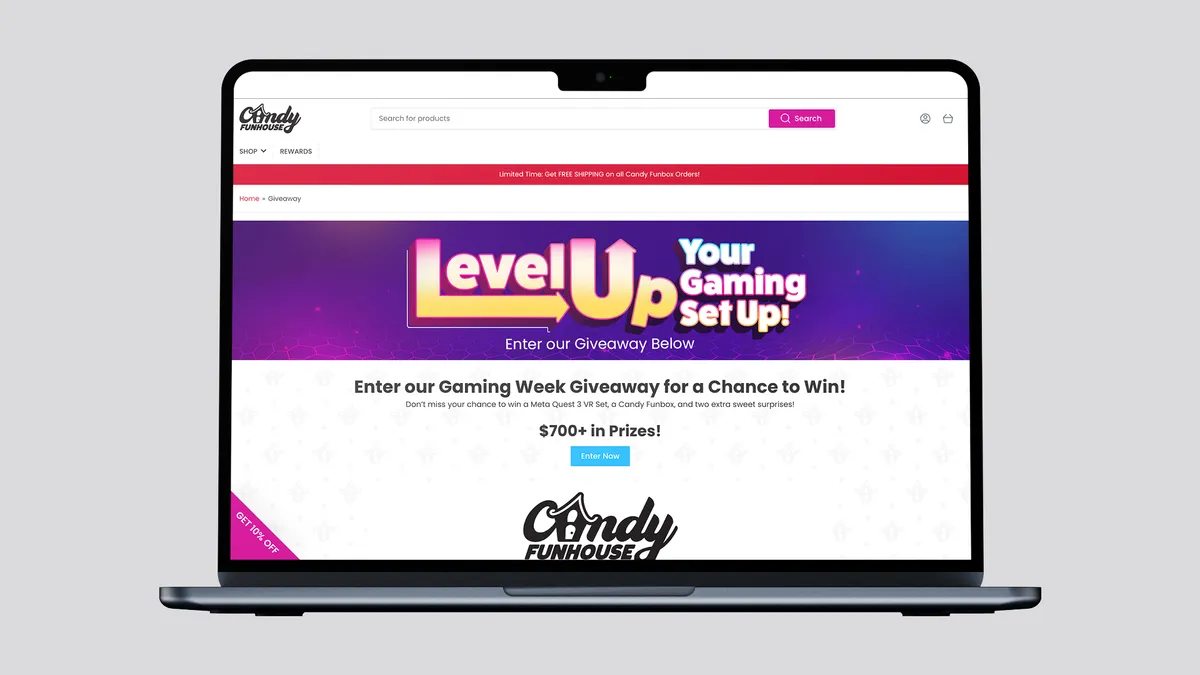 Candy
FUNHOUSE
Search for products
Search
SHOP
REWARDS
Limited Time: Get FREE SHIPPING on all Candy Funbox Orders!
Home » Giveaway
Level Up
Your
Gaming
Set Up!
Enter our Giveaway Below
Enter our Gaming Week Giveaway for a Chance to Win!
Don't miss your chance to win a Meta Quest 3 VR Set, a Candy Funbox, and two extra sweet surprises!
$700+ in Prizes!
Enter Now
GET 10% OFF
Candy
FUNHOUSE